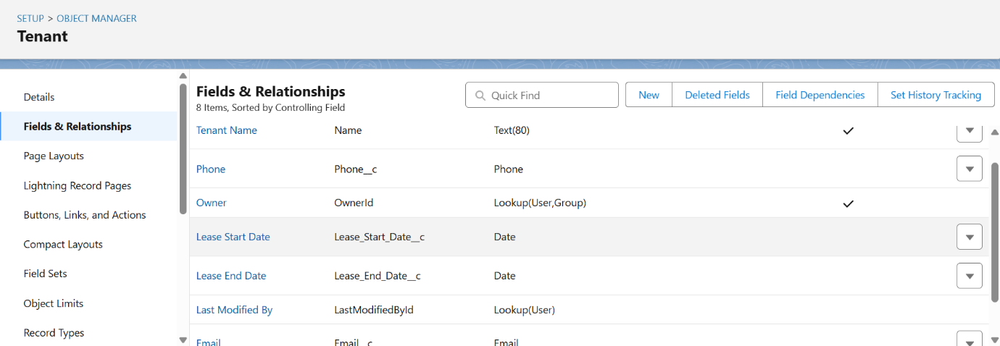 SETUP > OBJECT MANAGER
Tenant
Details
Fields & Relationships
Page Layouts
Lightning Record Pages
Buttons, Links, and Actions
Compact Layouts
Field Sets
Object Limits
Record Types
Fields & Relationships
8 Items, Sorted by Controlling Field
Quick Find
New Deleted Fields Field Dependencies Set History Tracking
Tenant Name Name Text(80)
Phone Phone__c Phone
Owner OwnerId Lookup(User,Group)
Lease Start Date Lease_Start_Date__c Date
Lease End Date Lease_End_Date__c Date
Last Modified By LastModifiedById Lookup(User)
Email Email__c Email